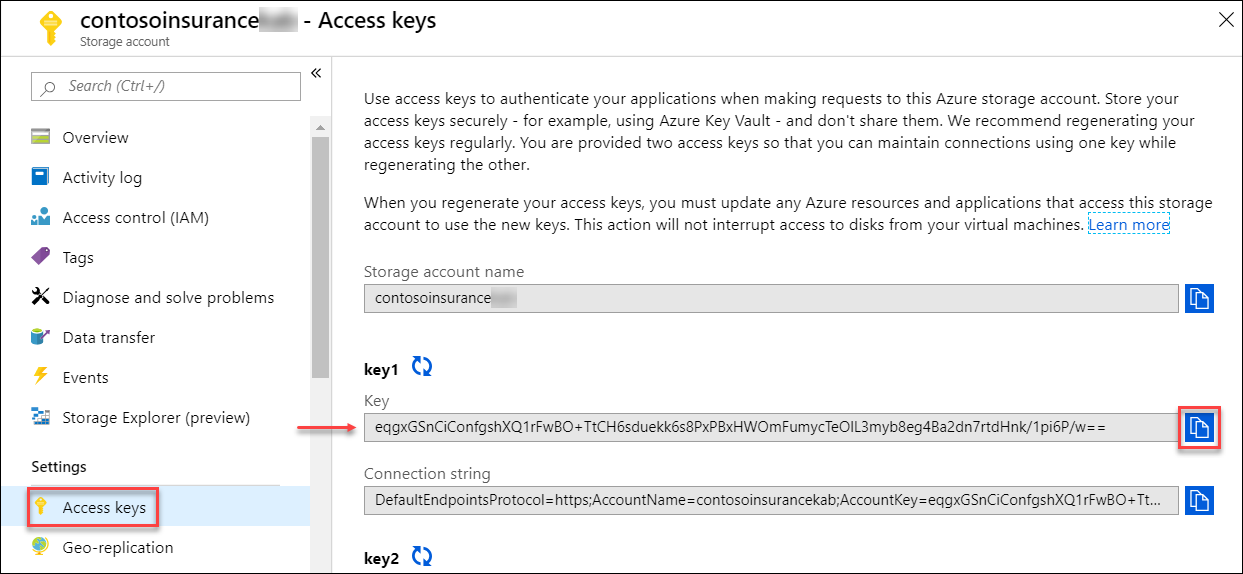 contosoinsurance - Access keys
Storage account
Search (Ctrl+/)
Overview
Activity log
Access control (IAM)
Tags
Diagnose and solve problems
Data transfer
Events
Storage Explorer (preview)
Settings
Access keys
Geo-replication
Use access keys to authenticate your applications when making requests to this Azure storage account. Store your
access keys securely - for example, using Azure Key Vault - and don't share them. We recommend regenerating your
access keys regularly. You are provided two access keys so that you can maintain connections using one key while
regenerating the other.
When you regenerate your access keys, you must update any Azure resources and applications that access this storage
account to use the new keys. This action will not interrupt access to disks from your virtual machines. Learn more
Storage account name
contosoinsurance
key1
Key
eqgxGSnCiConfgshXQ1rFwBO+TtCH6sduekk6s8PxPBxHWOmFumycTeOIL3myb8eg4Ba2dn7rtdHnk/1pi6P/w==
Connection string
DefaultEndpointsProtocol=https;AccountName=contosoinsurancekab;AccountKey=eqgxGSnCiConfgshXQ1rFwBO+Tt...
key2